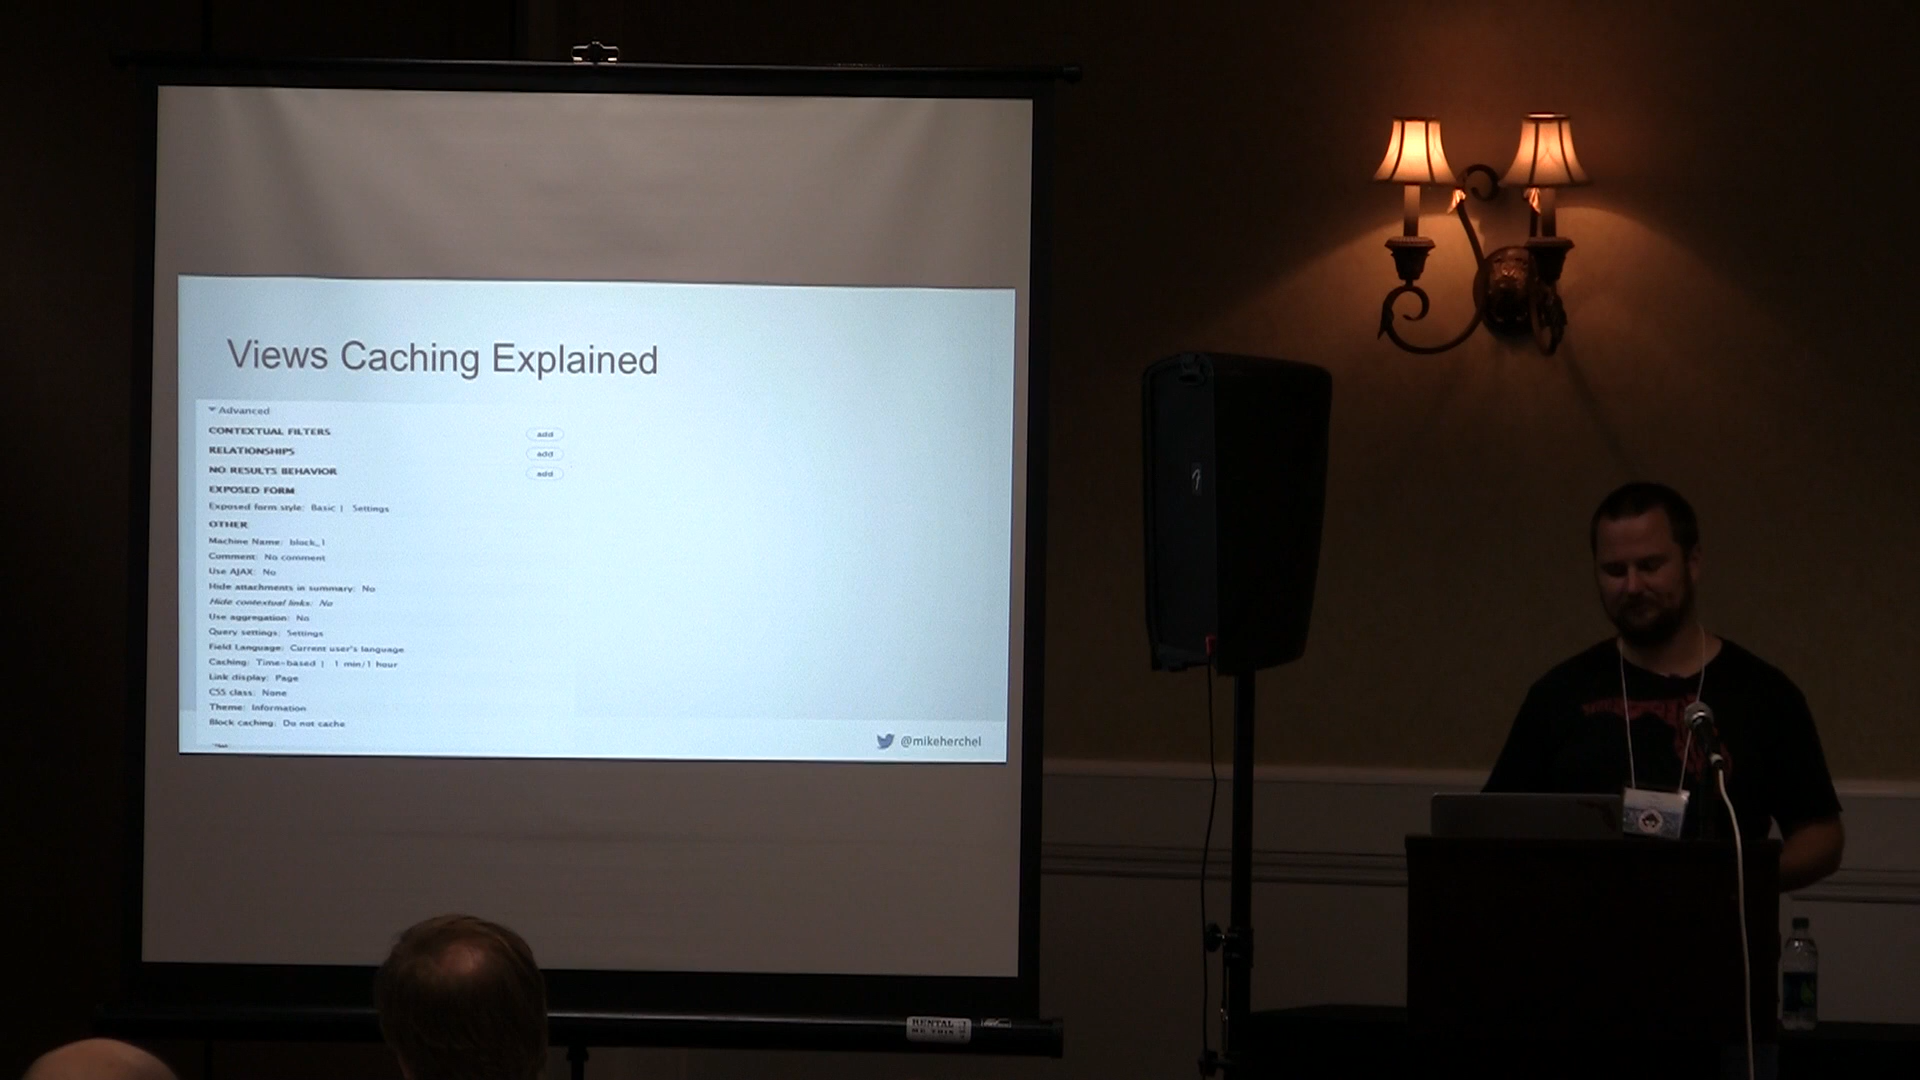 Views Caching Explained
Advanced
CONTEXTUAL FILTERS add
RELATIONSHIPS add
NO RESULTS BEHAVIOR add
EXPOSED FORM
Exposed form style: Basic | Settings
OTHER
Machine Name: block_1
Comment: No comment
Use AJAX: No
Hide attachments in summary: No
Hide contextual links: No
Use aggregation: No
Query settings: Settings
Field Language: Current user's language
Caching: Time-based | 1 min/1 hour
Link display: Page
CSS class: None
Theme: Information
Block caching: Do not cache
@mikeherchel
RENTAL